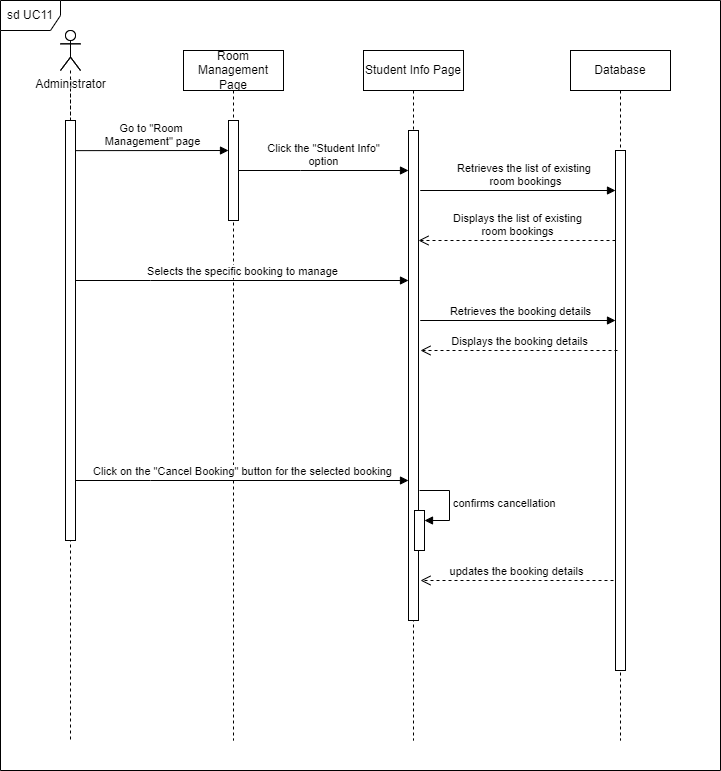 sd UC11
Administrator
Room
Management
Page
Student Info Page
Database
Go to "Room
Management" page
Click the "Student Info"
option
Retrieves the list of existing
room bookings
Displays the list of existing
room bookings
Selects the specific booking to manage
Retrieves the booking details
Displays the booking details
Click on the "Cancel Booking" button for the selected booking
confirms cancellation
updates the booking details